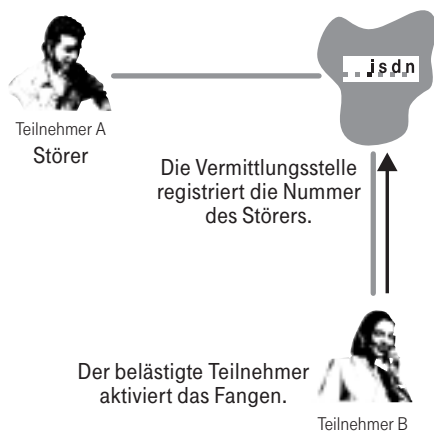 isdn
Teilnehmer A
Störer
Die Vermittlungsstelle
registriert die Nummer
des Störers.
Der belästigte Teilnehmer
aktiviert das Fangen.
Teilnehmer B